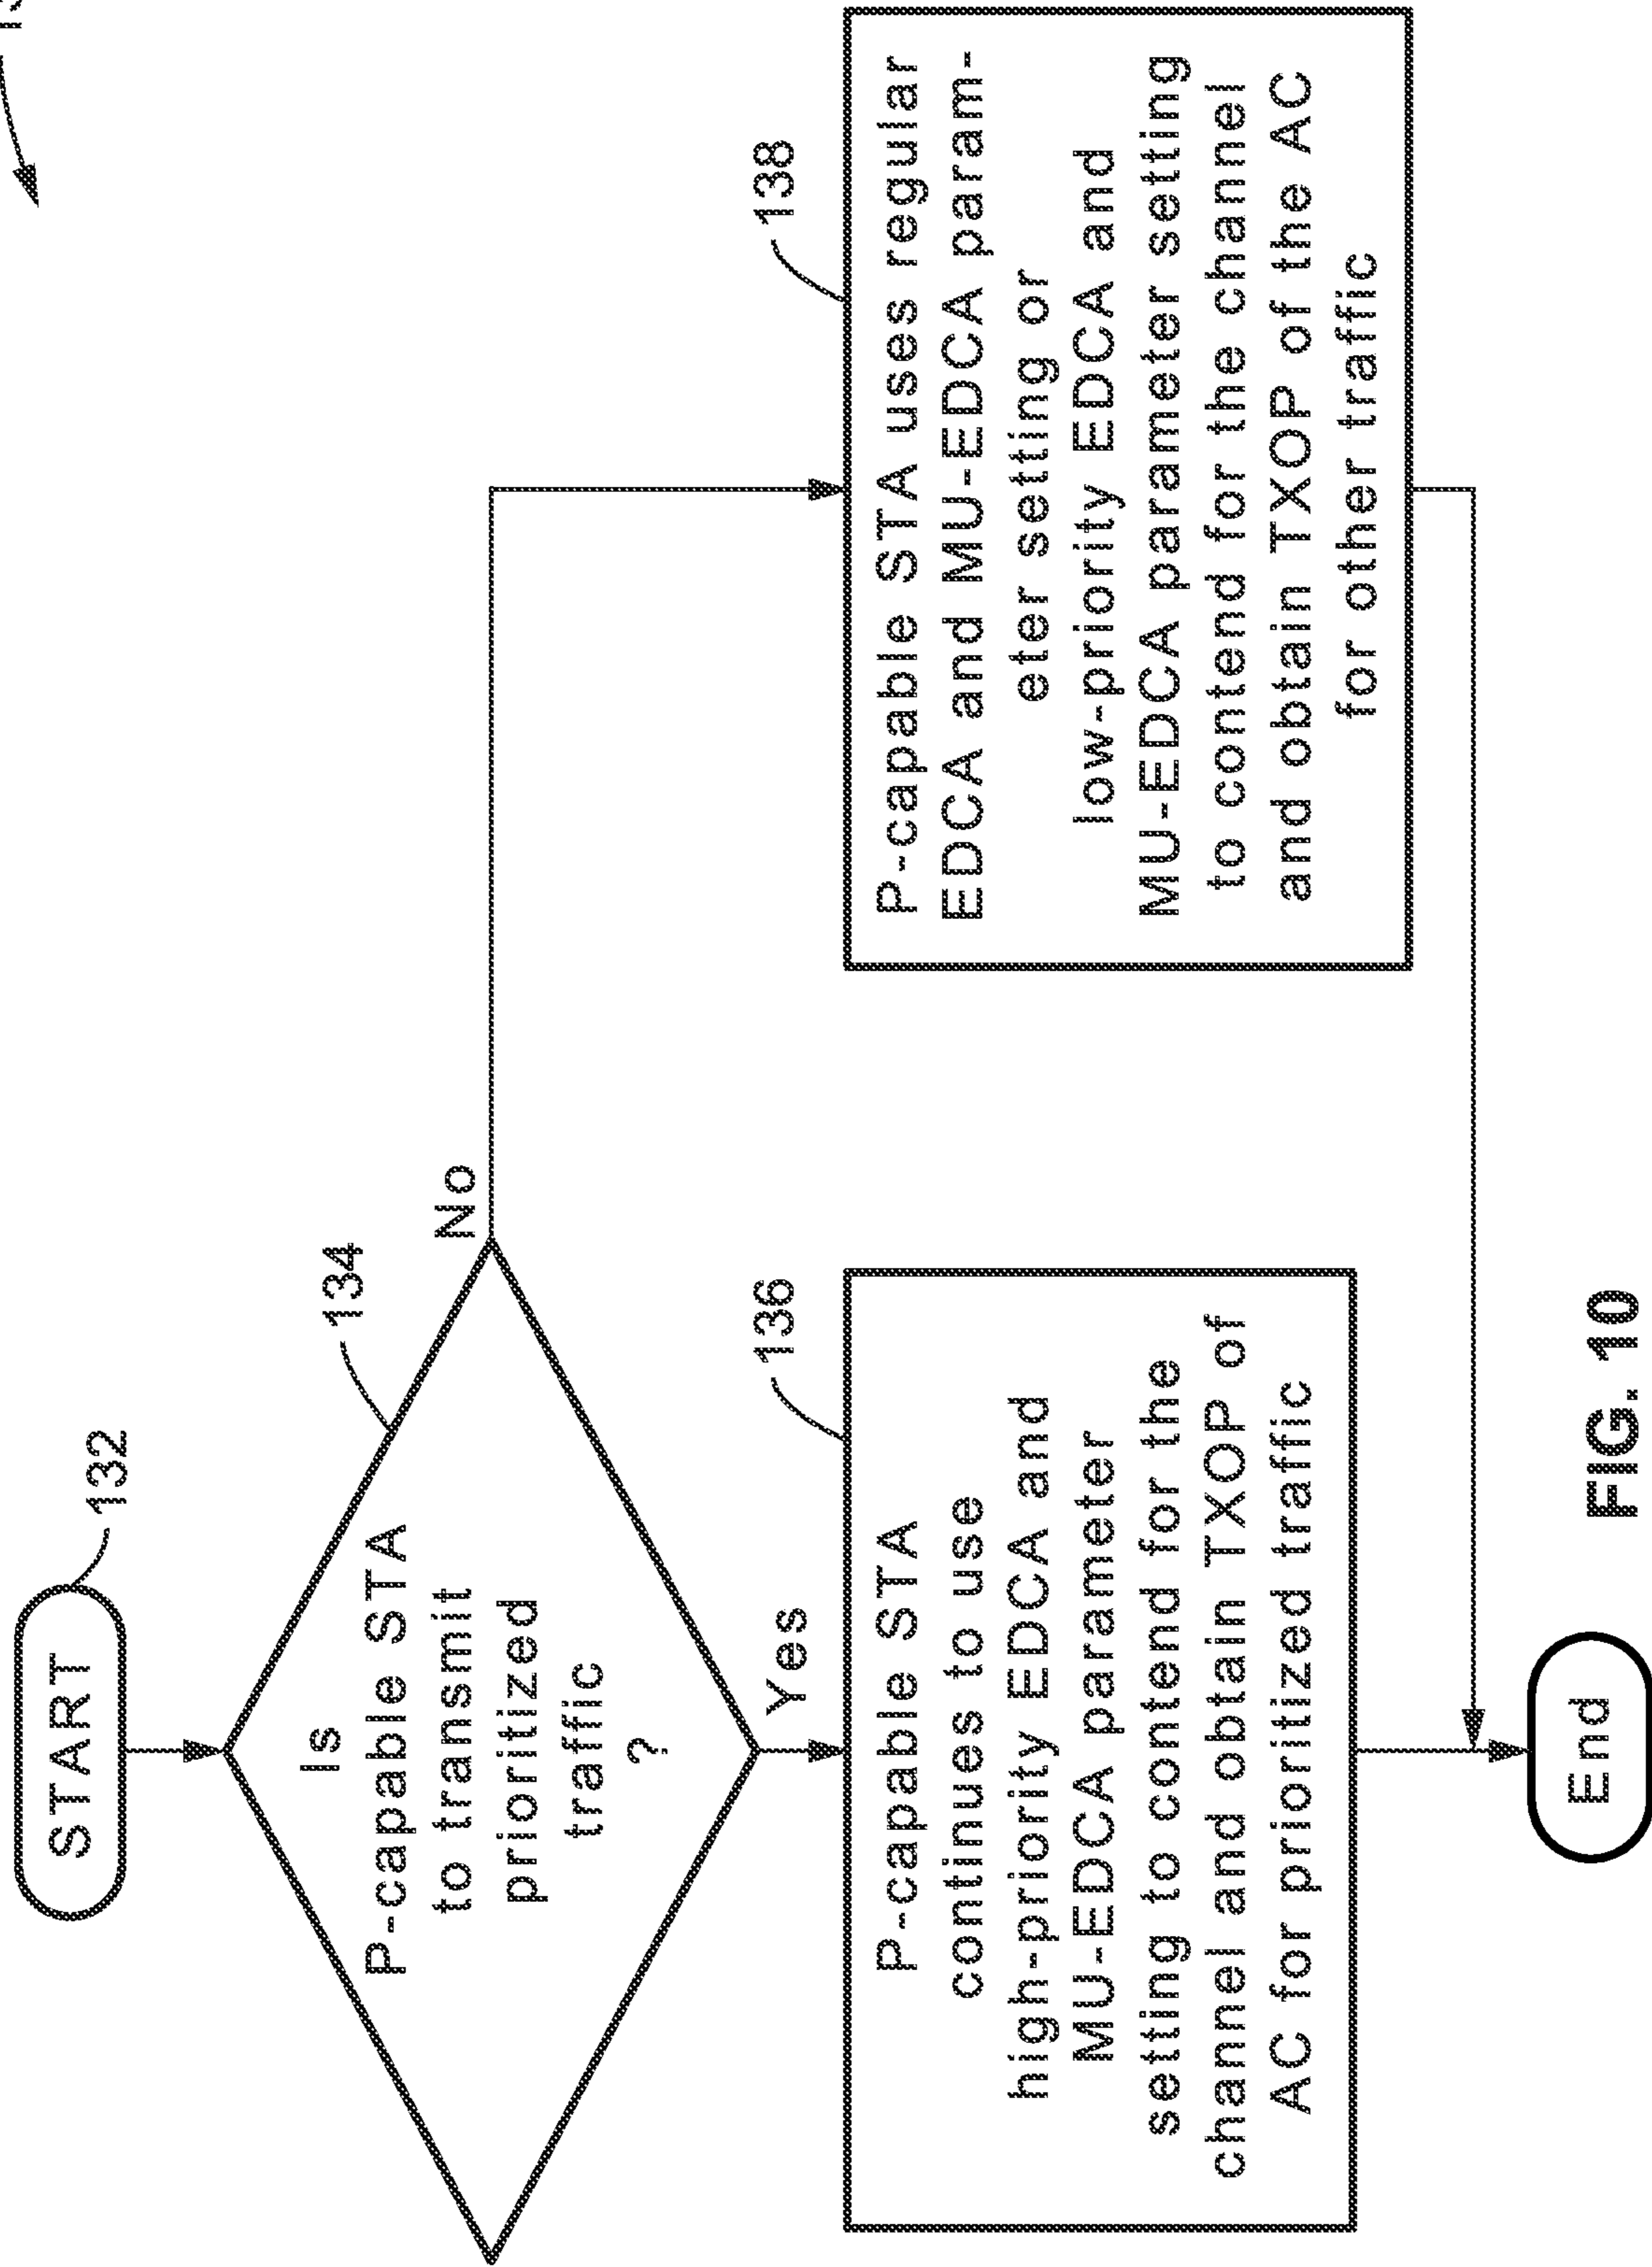 START
132
Is
P-capable STA
to transmit
prioritized
traffic
?
134
No
Yes
P-capable STA
continues to use
high-priority EDCA and
MU-EDCA parameter
setting to contend for the
channel and obtain TXOP of
AC for prioritized traffic
136
P-capable STA uses regular
EDCA and MU-EDCA param-
eter setting or
low-priority EDCA and
MU-EDCA parameter setting
to contend for the channel
and obtain TXOP of the AC
for other traffic
138
End
FIG. 10